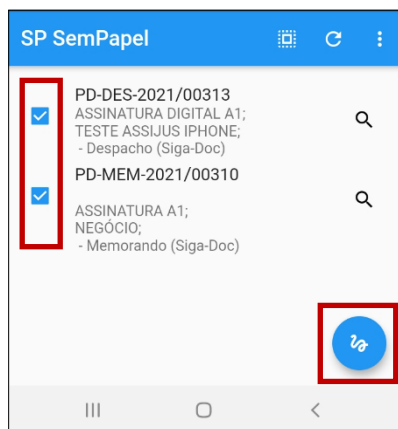 SP SemPapel
PD-DES-2021/00313
ASSINATURA DIGITAL A1;
TESTE ASSIJUS IPHONE;
- Despacho (Siga-Doc)
PD-MEM-2021/00310
ASSINATURA A1;
NEGÓCIO;
- Memorando (Siga-Doc)